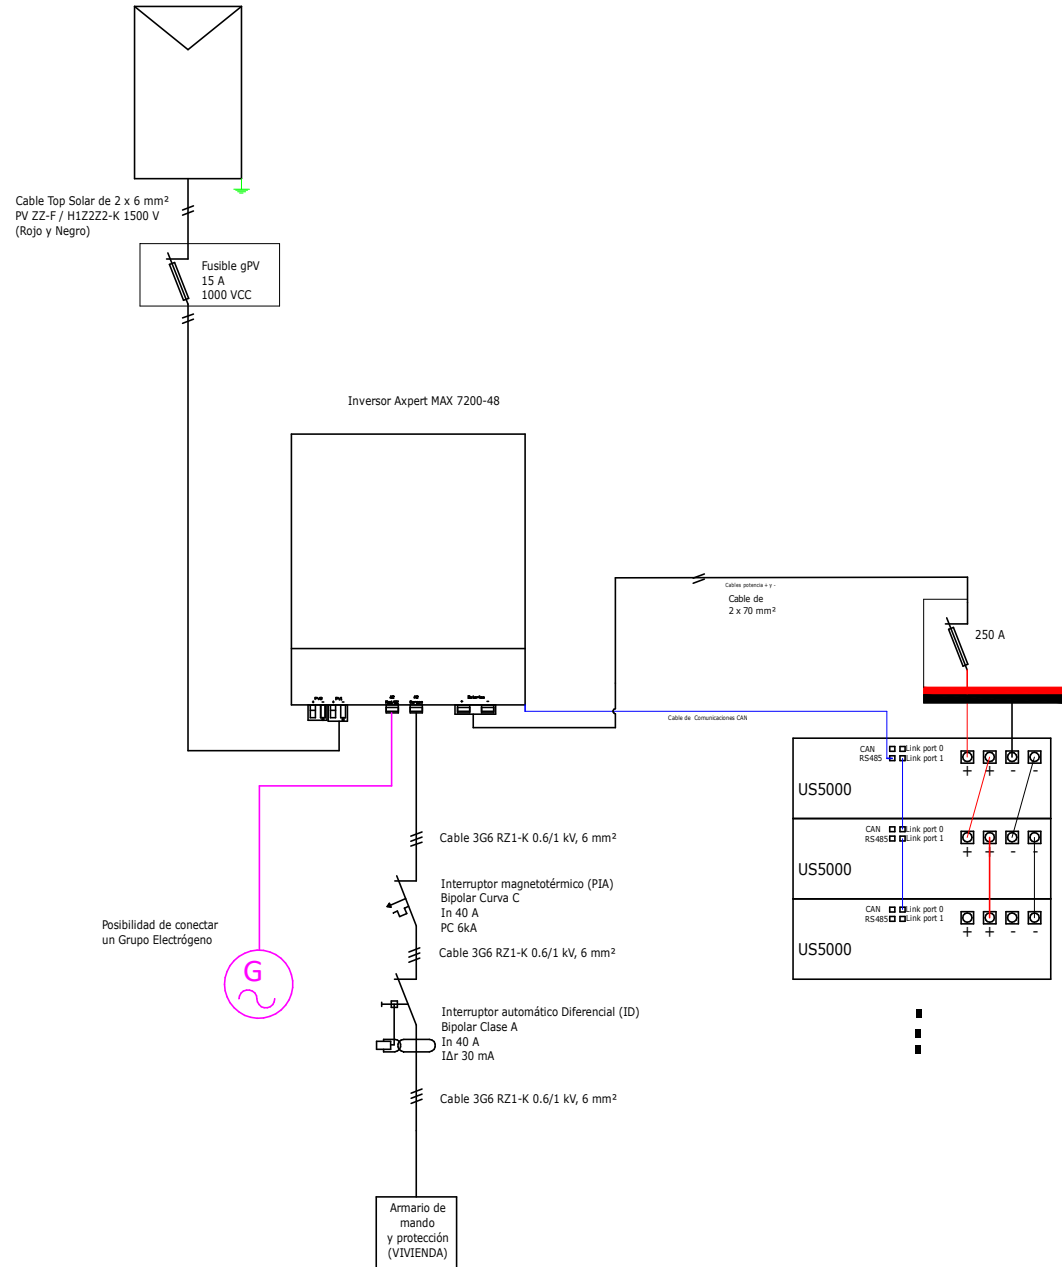 Cable Top Solar de 2 x 6 mm²
PV ZZ-F / H1Z2Z2-K 1500 V
(Rojo y Negro)
Fusible gPV
15 A
1000 VCC
Inversor Axpert MAX 7200-48
+ -
Cables potencia + y -
Cable de
2 x 70 mm²
250 A
Cable de Comunicaciones CAN
CAN
Link port 0
RS485
Link port 1
+ + - -
US5000
CAN
Link port 0
RS485
Link port 1
+ + - -
US5000
CAN
Link port 0
RS485
Link port 1
+ + - -
US5000
Cable 3G6 RZ1-K 0.6/1 kV, 6 mm²
Interruptor magnetotérmico (PIA)
Bipolar Curva C
In 40 A
PC 6kA
Cable 3G6 RZ1-K 0.6/1 kV, 6 mm²
Posibilidad de conectar
un Grupo Electrógeno
G
Interruptor automático Diferencial (ID)
Bipolar Clase A
In 40 A
IΔr 30 mA
Cable 3G6 RZ1-K 0.6/1 kV, 6 mm²
Armario de
mando
y protección
(VIVIENDA)